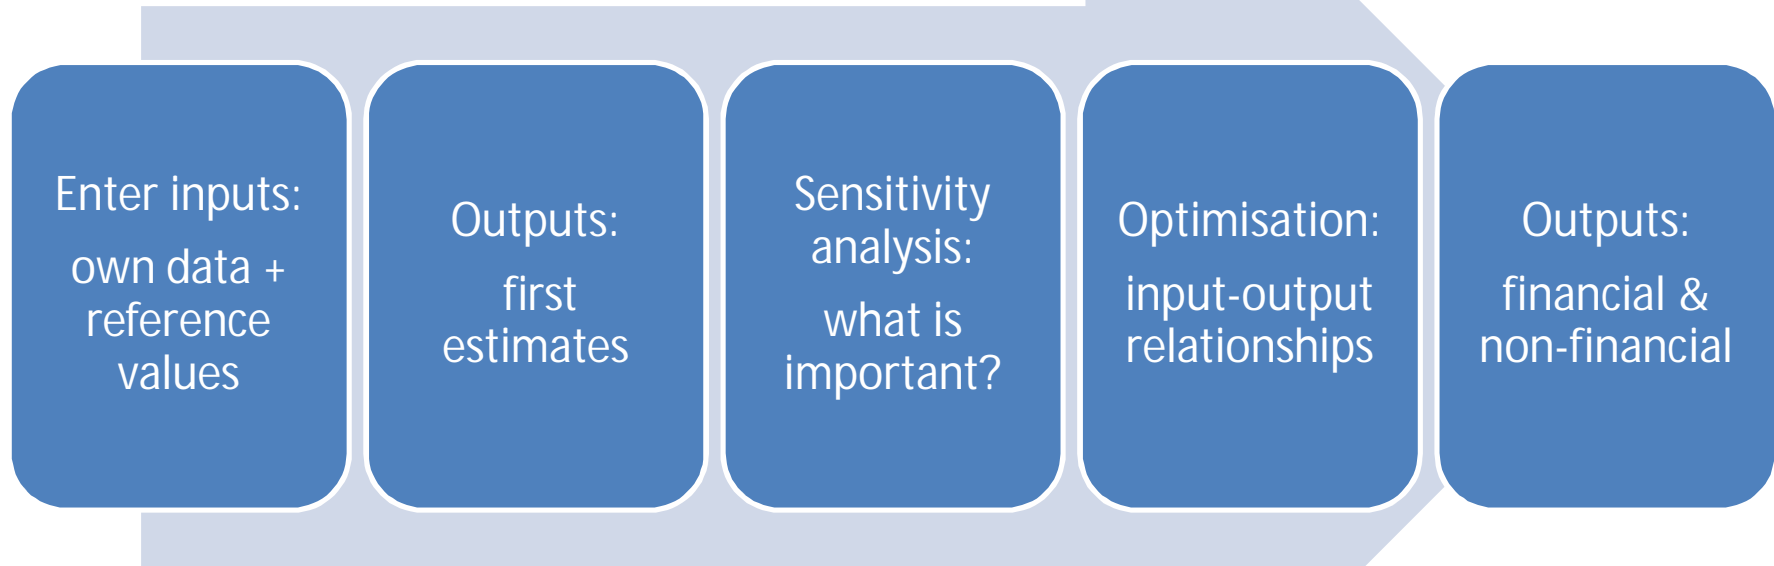 Enter inputs:
own data +
reference
values
Outputs:
first
estimates
Sensitivity
analysis:
what is
important?
Optimisation:
input-output
relationships
Outputs:
financial &
non-financial